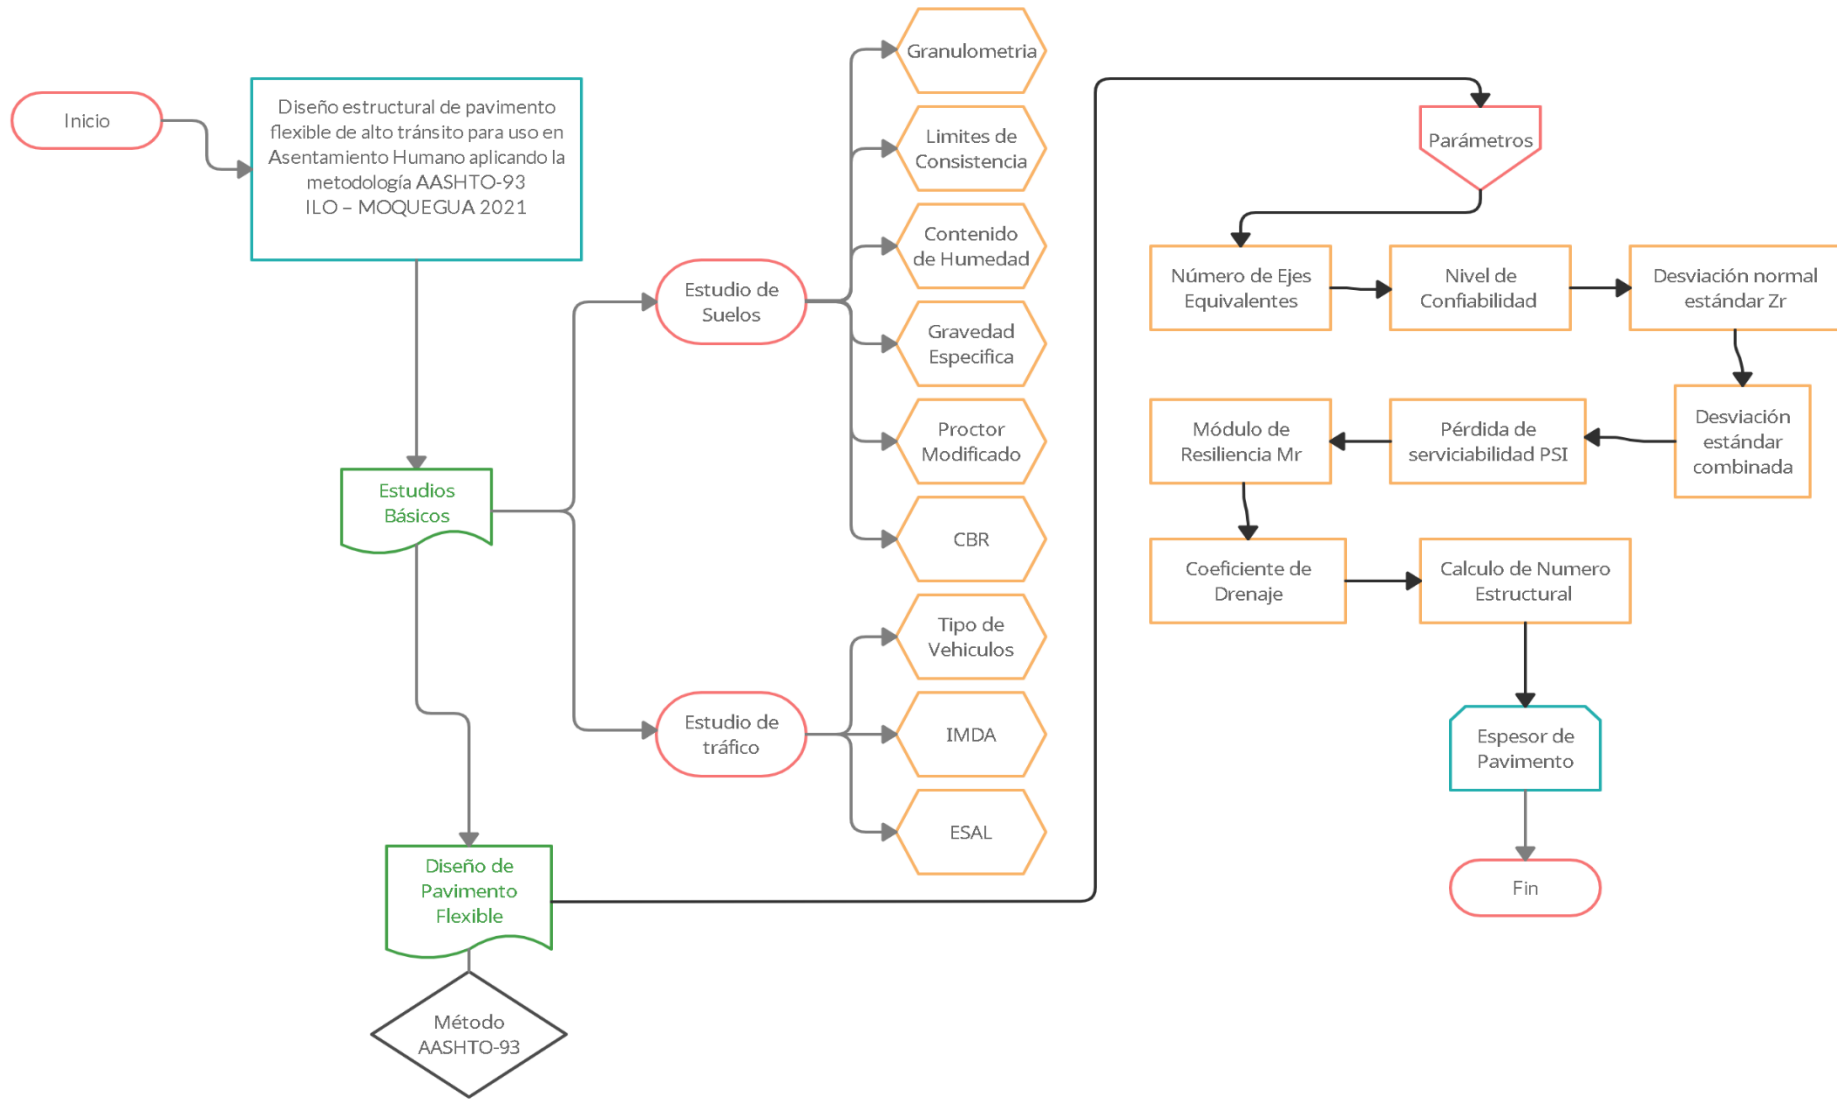 Inicio
Diseño estructural de pavimento
flexible de alto tránsito para uso en
Asentamiento Humano aplicando la
metodología AASHTO-93
ILO – MOQUEGUA 2021
Estudios
Básicos
Diseño de
Pavimento
Flexible
Método
AASHTO-93
Estudio de
Suelos
Granulometria
Limites de
Consistencia
Contenido
de Humedad
Gravedad
Especifica
Proctor
Modificado
CBR
Estudio de
tráfico
Tipo de
Vehiculos
IMDA
ESAL
Parámetros
Número de Ejes
Equivalentes
Nivel de
Confiabilidad
Desviación normal
estándar Zr
Desviación
estándar
combinada
Pérdida de
serviciabilidad PSI
Módulo de
Resiliencia Mr
Coeficiente de
Drenaje
Calculo de Numero
Estructural
Espesor de
Pavimento
Fin